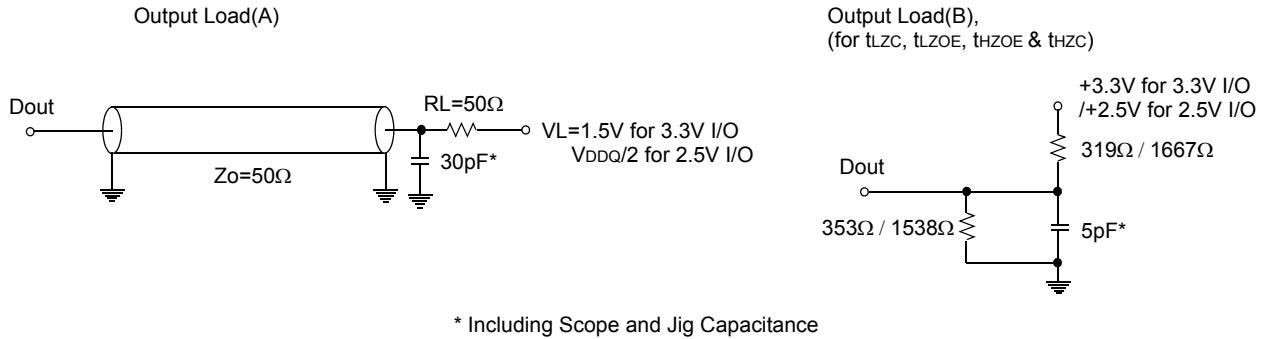 Output Load(A)
Dout
RL=50Ω
VL=1.5V for 3.3V I/O
VDDQ/2 for 2.5V I/O
30pF*
Zo=50Ω
Output Load(B),
(for tLZC, tLZOE, tHZOE & tHZC)
+3.3V for 3.3V I/O
/+2.5V for 2.5V I/O
319Ω / 1667Ω
Dout
353Ω / 1538Ω
5pF*
* Including Scope and Jig Capacitance